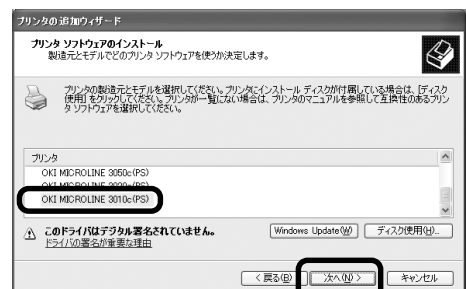 プリンタの追加ウィザード
プリンタ ソフトウェアのインストール
製造元とモデルでどのプリンタ ソフトウェアを使うか決定します。
プリンタの製造元とモデルを選択してください。プリンタにインストール ディスクが付属している場合は、[ディスク
使用] をクリックしてください。プリンタが一覧にない場合は、プリンタのマニュアルを参照して互換性のあるプリン
タ ソフトウェアを選択してください。
プリンタ
OKI MICROLINE 3050c(PS)
OKI MICROLINE 3020c(PS)
OKI MICROLINE 3010c(PS)
このドライバはデジタル署名されていません。
ドライバの署名が重要な理由
Windows Update(W)
ディスク使用(H)...
< 戻る(B)
次へ(N) >
キャンセル